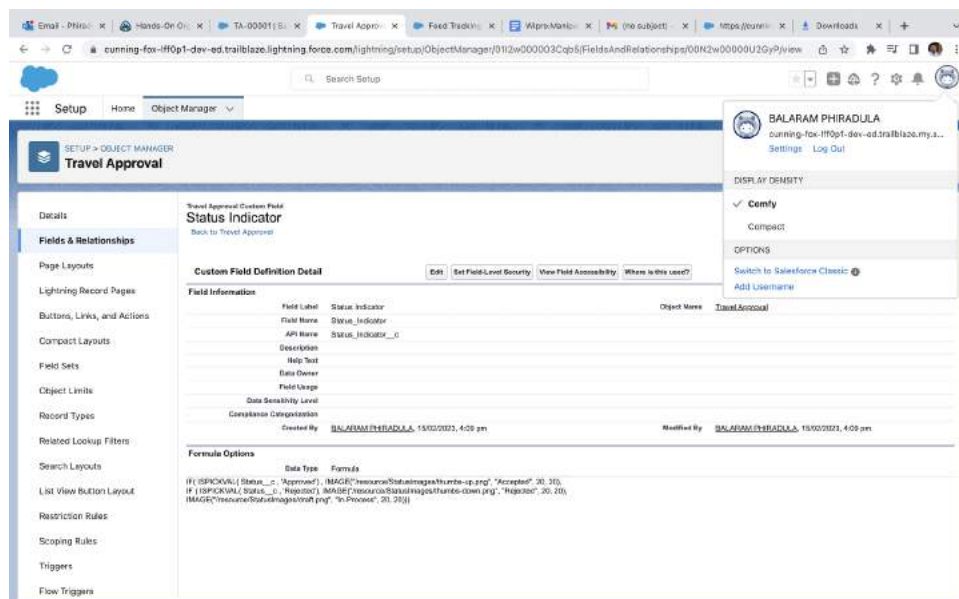 Email - Phirad
Hands-On Or
TA-00001 | Sa
Travel Approv
Feed Tracking
(no subject) -
Downloads
cunning-fox-lff0p1-dev-ed.trailblaze.lightning.force.com/lightning/setup/ObjectManager/01I2w000003Cqb6/FieldsAndRelationships/00N2w00000U2GyP/view
Search Setup
Setup
Home
Object Manager
BALARAM PHIRADULA
cunning-fox-lff0p1-dev-ed.trailblaze.my.s...
Settings Log Out
SETUP > OBJECT MANAGER
Travel Approval
DISPLAY DENSITY
Comfy
Compact
OPTIONS
Switch to Salesforce Classic
Add Username
Details
Fields & Relationships
Page Layouts
Lightning Record Pages
Buttons, Links, and Actions
Compact Layouts
Field Sets
Object Limits
Record Types
Related Lookup Filters
Search Layouts
List View Button Layout
Restriction Rules
Scoping Rules
Triggers
Flow Triggers
Travel Approval Custom Field
Status Indicator
Back to Travel Approval
Custom Field Definition Detail
Edit Set Field-Level Security View Field Accessibility Where is this used?
Field Information
Field Label Status Indicator Object Name Travel Approval
Field Name Status_Indicator
API Name Status_Indicator__c
Description
Help Text
Data Owner
Field Usage
Data Sensitivity Level
Compliance Categorization
Created By BALARAM PHIRADULA, 15/02/2023, 4:09 pm Modified By BALARAM PHIRADULA, 15/02/2023, 4:09 pm
Formula Options
Data Type Formula
IF( ISPICKVAL( Status__c , 'Approved') , IMAGE("/resource/StatusImages/thumbs-up.png", "Accepted", 20, 20),
IF ( ISPICKVAL( Status__c , 'Rejected'), IMAGE("/resource/StatusImages/thumbs-down.png", "Rejected", 20, 20),
IMAGE("/resource/StatusImages/draft.png", "In-Process", 20, 20)))